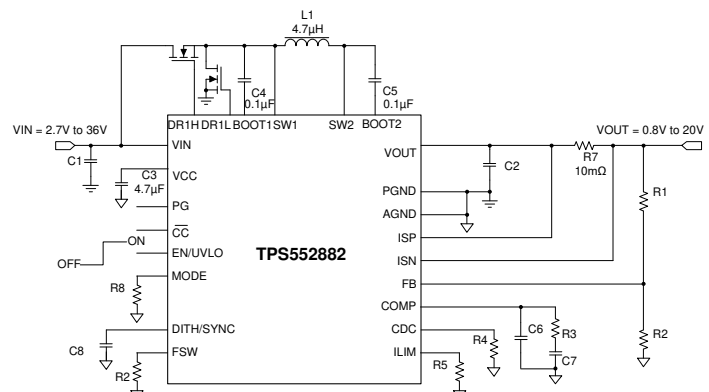 L1
4.7µH
C4
0.1µF
C5
0.1µF
DR1H DR1L BOOT1 SW1 SW2 BOOT2
VIN = 2.7V to 36V
VOUT = 0.8V to 20V
C1
VIN
VOUT
R7
10mΩ
C2
C3
4.7µF
VCC
PGND
R1
PG
AGND
CC
ON
TPS552882
ISP
OFF
EN/UVLO
ISN
MODE
FB
R8
COMP
DITH/SYNC
CDC
R4
C6
R3
R2
C8
FSW
ILIM
R5
C7
R2